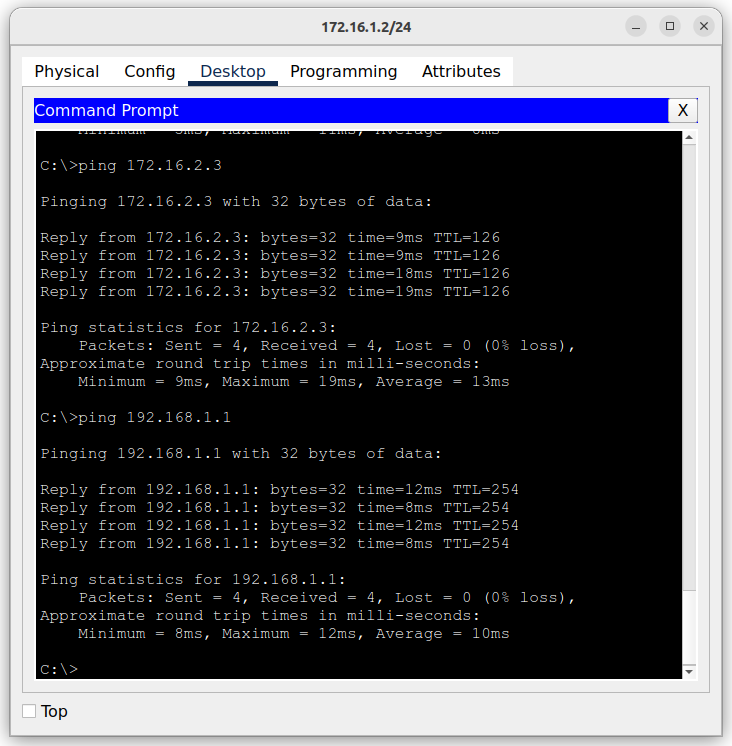 172.16.1.2/24
Physical Config Desktop Programming Attributes
Command Prompt X
Minimum = 3ms, Maximum = 11ms, Average = 6ms
C:\>ping 172.16.2.3
Pinging 172.16.2.3 with 32 bytes of data:
Reply from 172.16.2.3: bytes=32 time=9ms TTL=126
Reply from 172.16.2.3: bytes=32 time=9ms TTL=126
Reply from 172.16.2.3: bytes=32 time=18ms TTL=126
Reply from 172.16.2.3: bytes=32 time=19ms TTL=126
Ping statistics for 172.16.2.3:
Packets: Sent = 4, Received = 4, Lost = 0 (0% loss),
Approximate round trip times in milli-seconds:
Minimum = 9ms, Maximum = 19ms, Average = 13ms
C:\>ping 192.168.1.1
Pinging 192.168.1.1 with 32 bytes of data:
Reply from 192.168.1.1: bytes=32 time=12ms TTL=254
Reply from 192.168.1.1: bytes=32 time=8ms TTL=254
Reply from 192.168.1.1: bytes=32 time=12ms TTL=254
Reply from 192.168.1.1: bytes=32 time=8ms TTL=254
Ping statistics for 192.168.1.1:
Packets: Sent = 4, Received = 4, Lost = 0 (0% loss),
Approximate round trip times in milli-seconds:
Minimum = 8ms, Maximum = 12ms, Average = 10ms
C:\>
Top